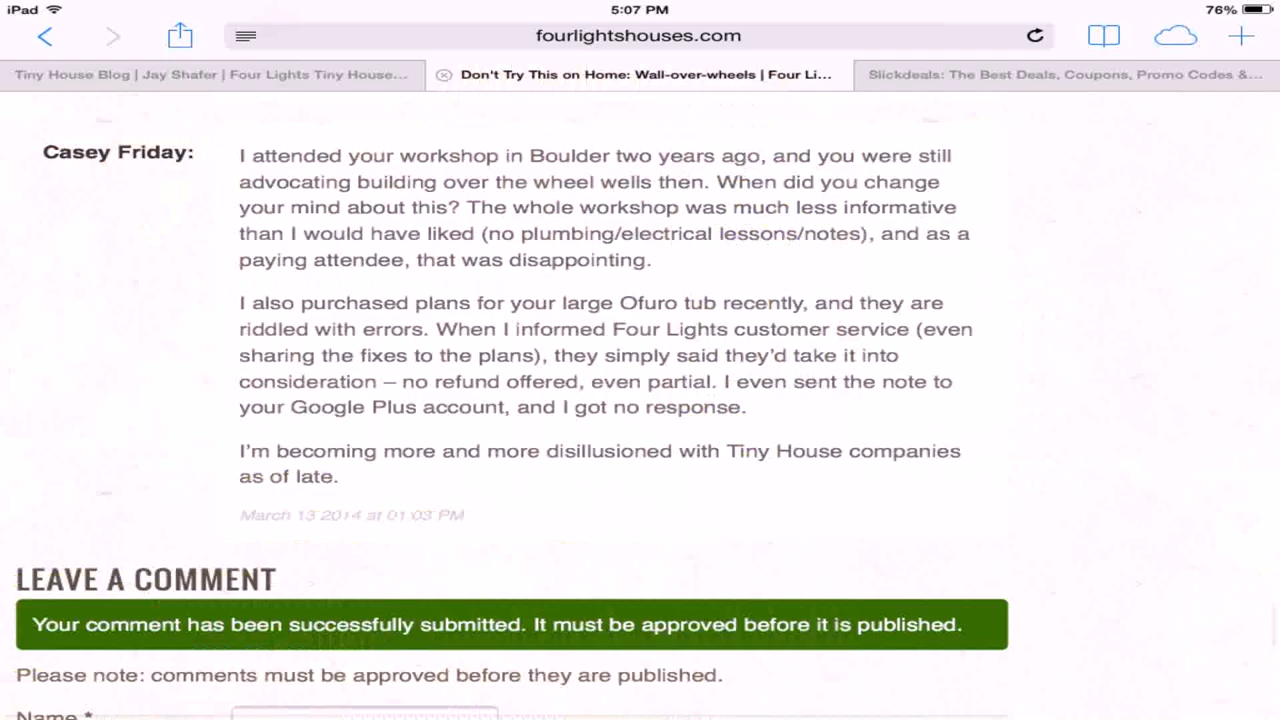 iPad 5:07 PM 76%
fourlightshouses.com
Tiny House Blog | Jay Shafer | Four Lights Tiny House... Don't Try This on Home: Wall-over-wheels | Four Li... Slickdeals: The Best Deals, Coupons, Promo Codes &...
Casey Friday: I attended your workshop in Boulder two years ago, and you were still
advocating building over the wheel wells then. When did you change
your mind about this? The whole workshop was much less informative
than I would have liked (no plumbing/electrical lessons/notes), and as a
paying attendee, that was disappointing.
I also purchased plans for your large Ofuro tub recently, and they are
riddled with errors. When I informed Four Lights customer service (even
sharing the fixes to the plans), they simply said they'd take it into
consideration – no refund offered, even partial. I even sent the note to
your Google Plus account, and I got no response.
I'm becoming more and more disillusioned with Tiny House companies
as of late.
March 13 2014 at 01:03 PM
LEAVE A COMMENT
Your comment has been successfully submitted. It must be approved before it is published.
Please note: comments must be approved before they are published.
Name *